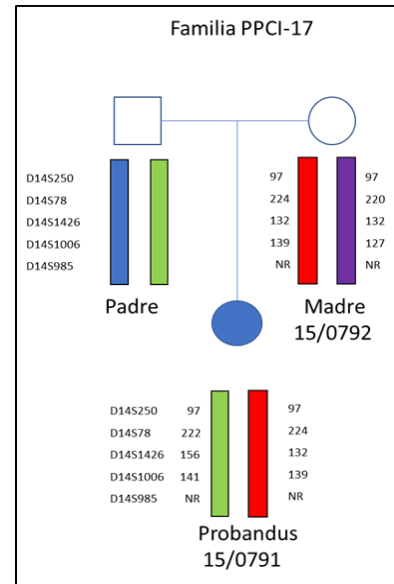 Familia PPCI-17
D14S250 97 97
D14S78 224 220
D14S1426 132 132
D14S1006 139 127
D14S985 NR NR
Padre Madre
15/0792
D14S250 97 97
D14S78 222 224
D14S1426 156 132
D14S1006 141 139
D14S985 NR NR
Probandus
15/0791